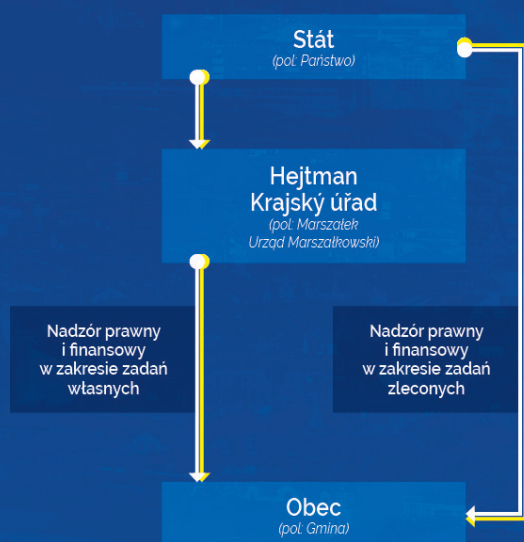 Stát
(pol: Państwo)
Hejtman
Krajský úřad
(pol: Marszałek
Urząd Marszałkowski)
Nadzór prawny
i finansowy
w zakresie zadań
własnych
Nadzór prawny
i finansowy
w zakresie zadań
zleconych
Obec
(pol: Gmina)